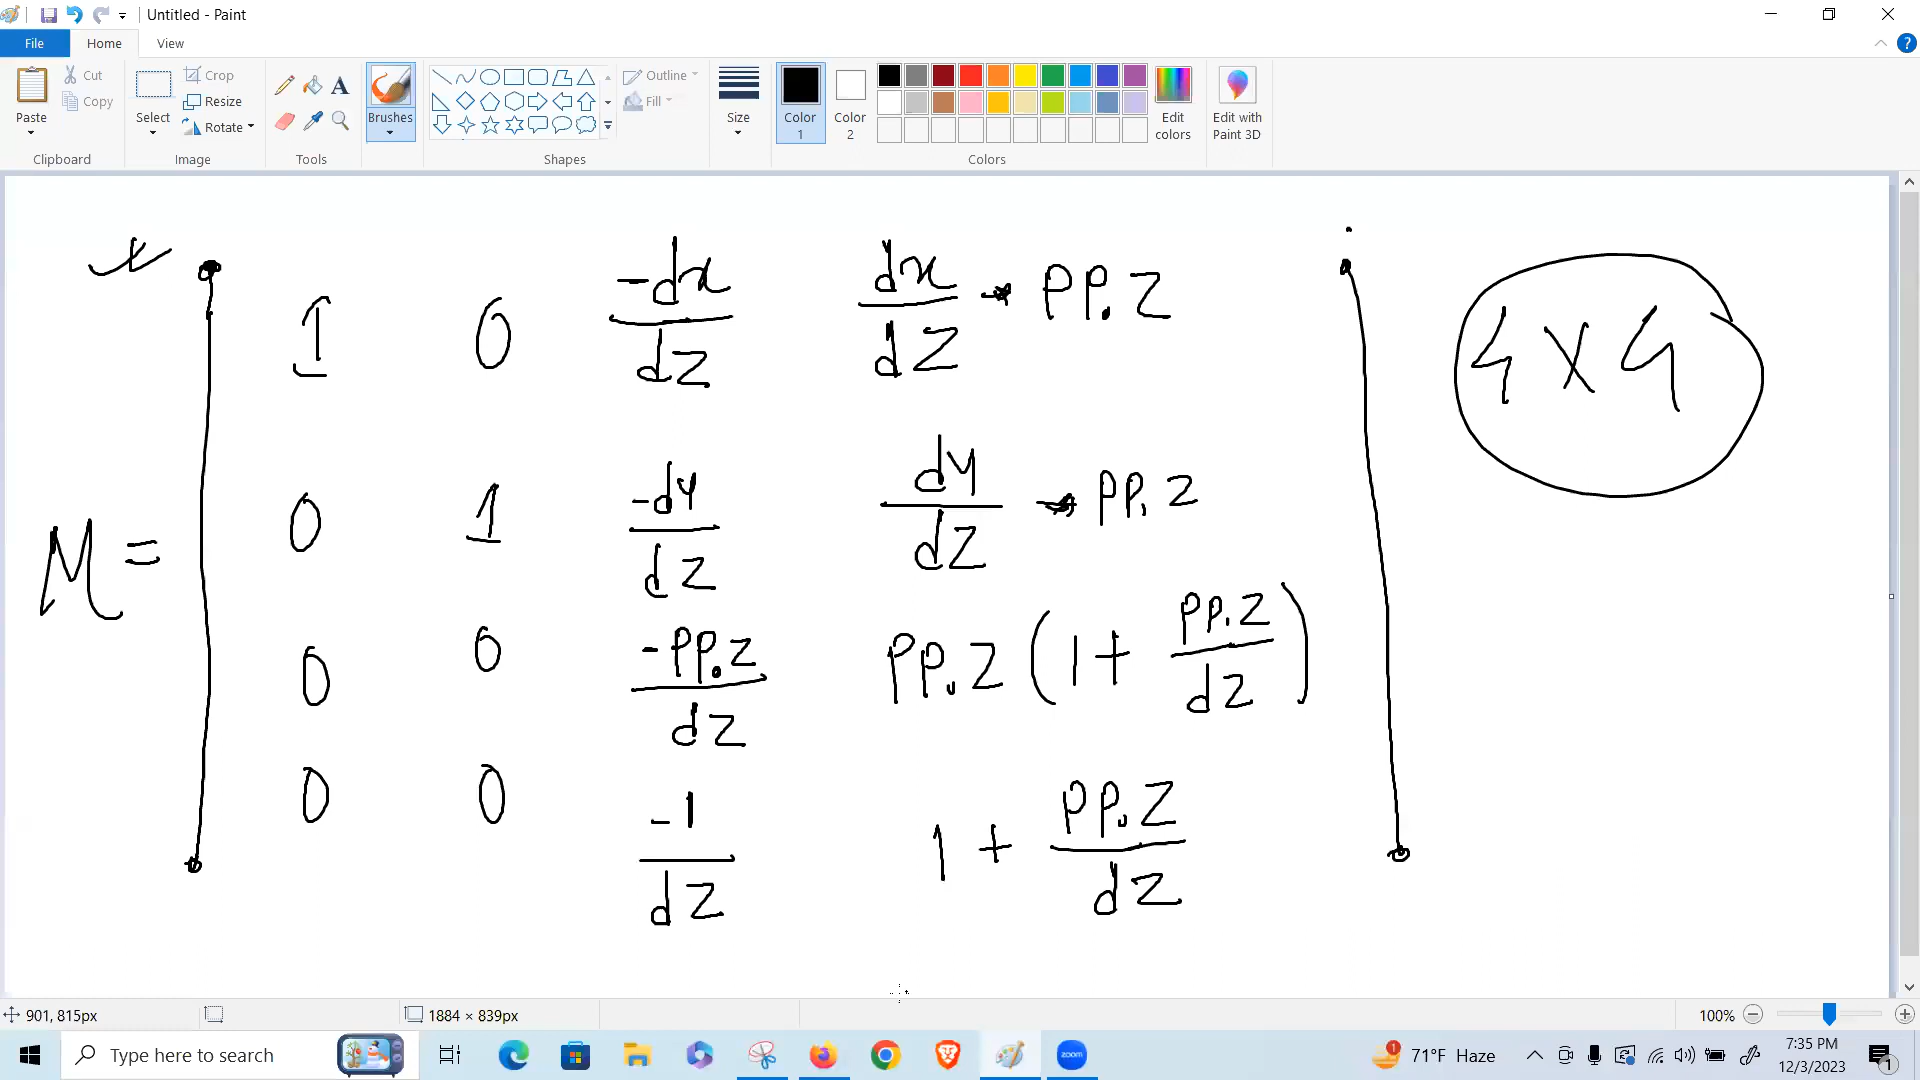 Untitled - Paint
File Home View
Paste Cut Copy Select Crop Resize Rotate Brushes Outline Fill Size Color 1 Color 2 Edit colors Edit with Paint 3D
Clipboard Image Tools Shapes Colors
1 0 -dx/dz dx/dz * PP.Z
4 X 4
0 1 -dy/dz dy/dz * PP.Z
M =
0 0 -PP.Z/dz PP.Z (1 + PP.Z/dz)
0 0 -1/dz 1 + PP.Z/dz
901, 815px 1884 × 839px 100%
Type here to search zoom 1 71°F Haze 7:35 PM 1
12/3/2023